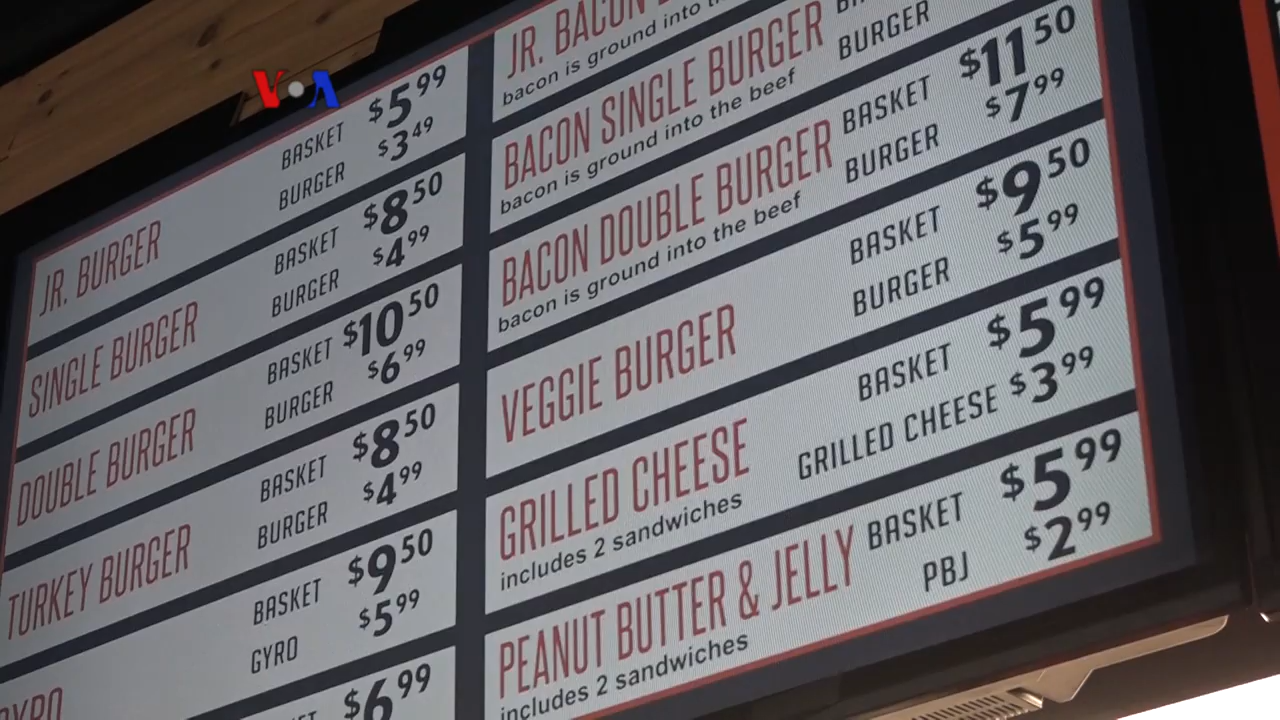 VOA
BASKET $5.99
BURGER $3.49
JR. BURGER
BASKET $8.50
BURGER $4.99
SINGLE BURGER
BASKET $10.50
BURGER $6.99
DOUBLE BURGER
BASKET $8.50
BURGER $4.99
TURKEY BURGER
BASKET $9.50
GYRO $5.99
GYRO
$6.99
JR. BACON
bacon is ground into
BURGER
BACON SINGLE BURGER
bacon is ground into the beef
BASKET $11.50
BURGER $7.99
BACON DOUBLE BURGER
bacon is ground into the beef
BASKET $9.50
BURGER $5.99
VEGGIE BURGER
BASKET $5.99
GRILLED CHEESE $3.99
GRILLED CHEESE
includes 2 sandwiches
BASKET $5.99
PBJ $2.99
PEANUT BUTTER & JELLY
includes 2 sandwiches